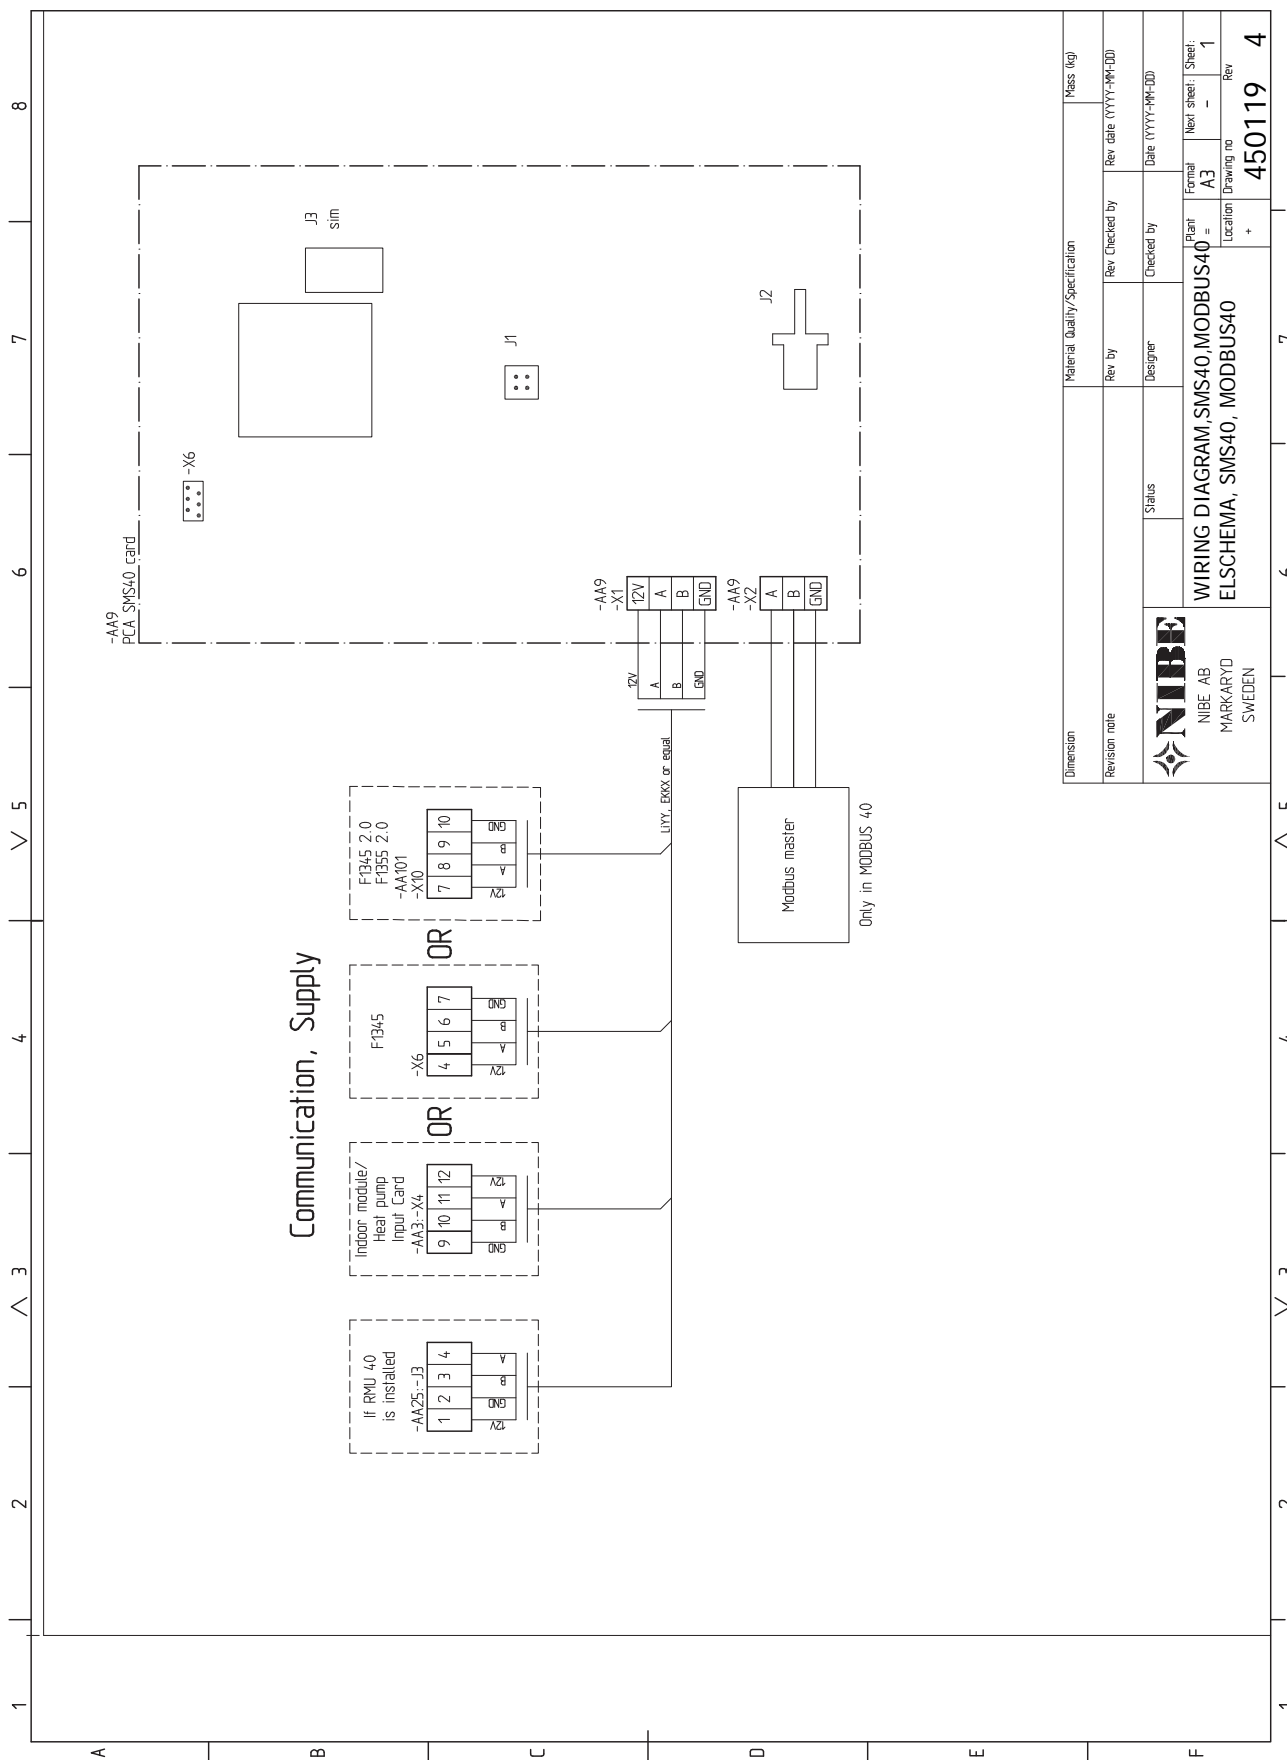 1 2 ∧ 3 4 5 ∨ 6 7 8
A
B
C
D
E
F
Communication, Supply
If RMU 40
is installed
-AA25:-J3
1 2 3 4
12V GND B A
Indoor module/
Heat pump
Input Card
-AA3:-X4
9 10 11 12
GND B A 12V
OR
F1345
-X6
4 5 6 7
12V A B GND
OR
F1345 2.0
F1355 2.0
-AA101
-X10
7 8 9 10
12V A B GND
LiYY, EKKX or equal
-AA9
PCA SMS40 card
-X6
J3
sim
J1
J2
-AA9
-X1
12V 12V
A A
B B
GND GND
-AA9
-X2
A
B
GND
Modbus master
Only in MODBUS 40
Dimension
Material Quality/Specification
Mass (kg)
Revision note
Rev by
Rev Checked by
Rev date (YYYY-MM-DD)
Status
Designer
Checked by
Date (YYYY-MM-DD)
NIBE
NIBE AB
MARKARYD
SWEDEN
WIRING DIAGRAM,SMS40,MODBUS40
ELSCHEMA, SMS40, MODBUS40
Plant
=
Format
A3
Next sheet:
-
Sheet:
1
Location
+
Drawing no
450119
Rev
4
1 2 ∨ 3 4 5 ∧ 6 7